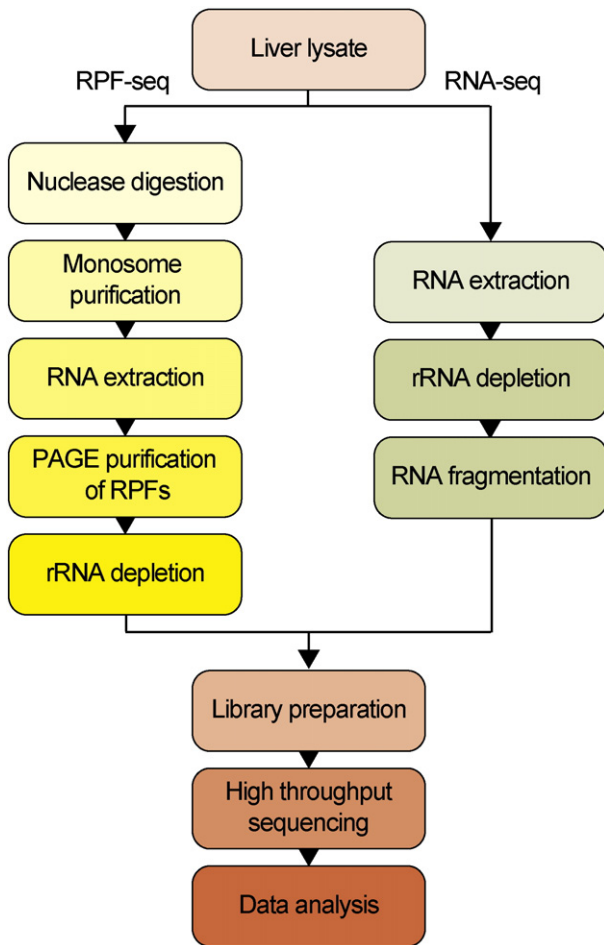 Liver lysate
RPF-seq
RNA-seq
Nuclease digestion
Monosome
purification
RNA extraction
PAGE purification
of RPFs
rRNA depletion
RNA extraction
rRNA depletion
RNA fragmentation
Library preparation
High throughput
sequencing
Data analysis